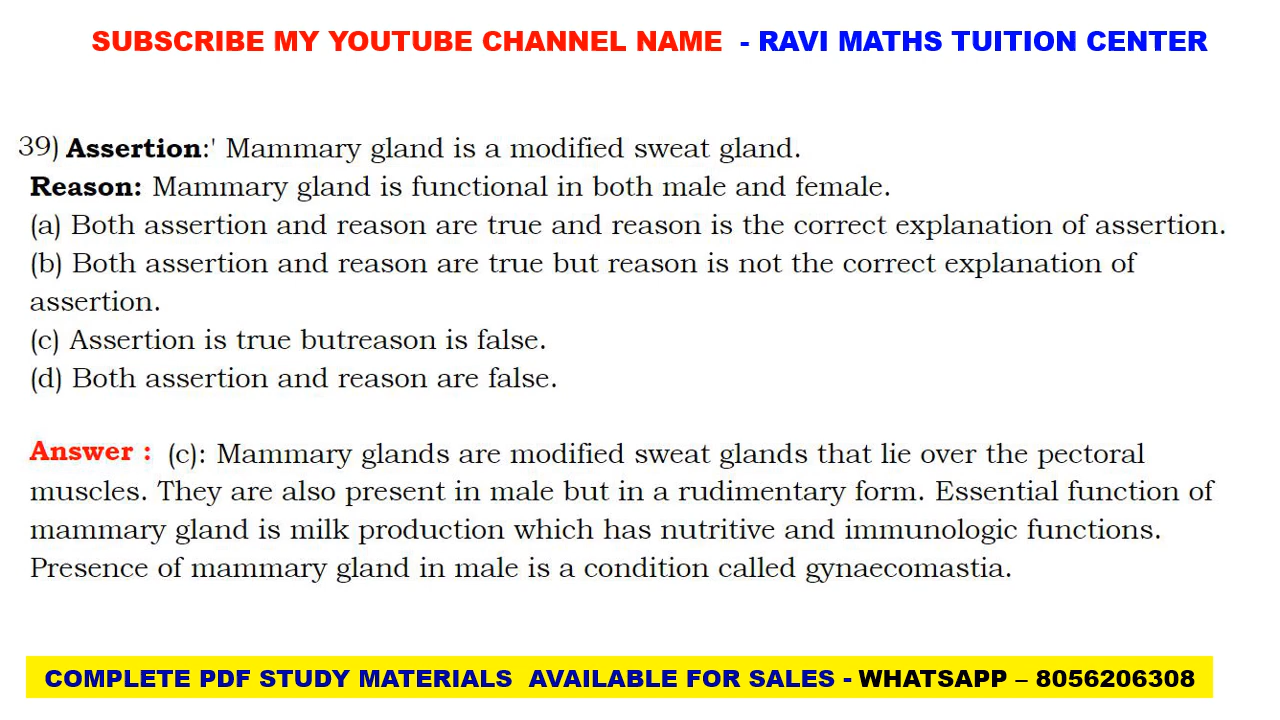 SUBSCRIBE MY YOUTUBE CHANNEL NAME - RAVI MATHS TUITION CENTER
39) Assertion:' Mammary gland is a modified sweat gland.
Reason: Mammary gland is functional in both male and female.
(a) Both assertion and reason are true and reason is the correct explanation of assertion.
(b) Both assertion and reason are true but reason is not the correct explanation of
assertion.
(c) Assertion is true butreason is false.
(d) Both assertion and reason are false.
Answer : (c): Mammary glands are modified sweat glands that lie over the pectoral
muscles. They are also present in male but in a rudimentary form. Essential function of
mammary gland is milk production which has nutritive and immunologic functions.
Presence of mammary gland in male is a condition called gynaecomastia.
COMPLETE PDF STUDY MATERIALS AVAILABLE FOR SALES - WHATSAPP – 8056206308